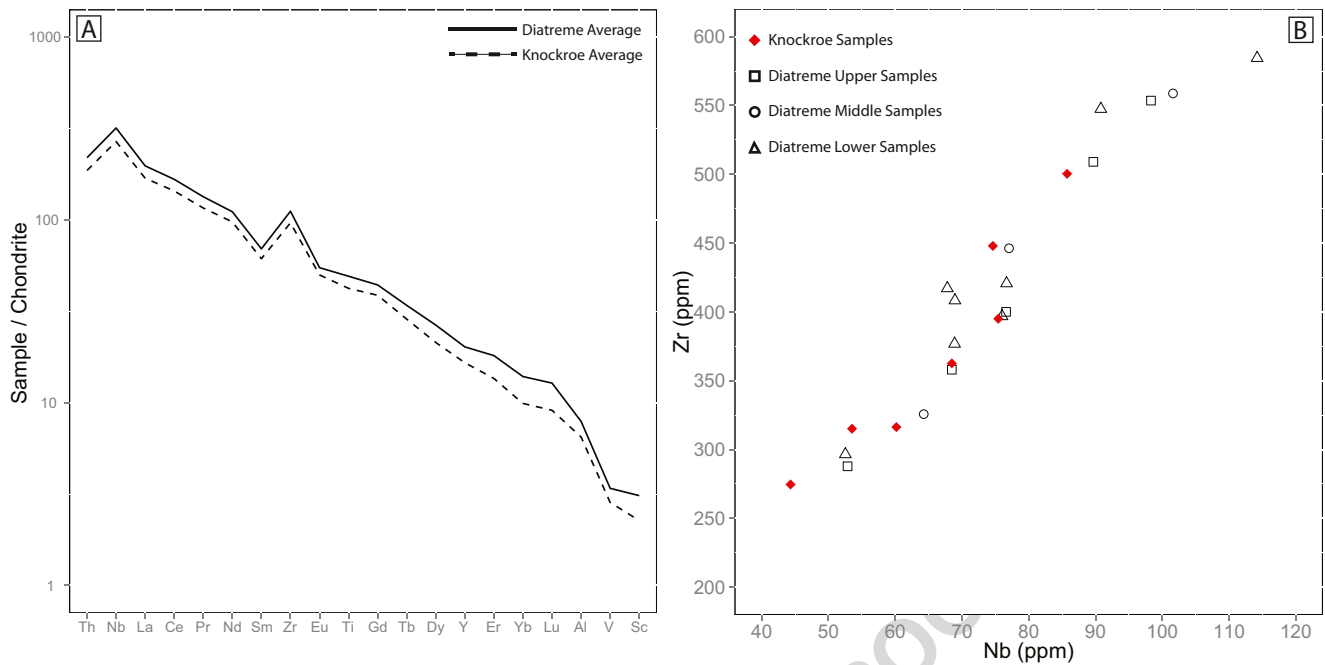 A
Diatreme Average
Knockroe Average
1000
100
10
1
Sample / Chondrite
Th Nb La Ce Pr Nd Sm Zr Eu Ti Gd Tb Dy Y Er Yb Lu Al V Sc
B
Knockroe Samples
Diatreme Upper Samples
Diatreme Middle Samples
Diatreme Lower Samples
600
550
500
450
400
350
300
250
200
Zr (ppm)
40 50 60 70 80 90 100 110 120
Nb (ppm)